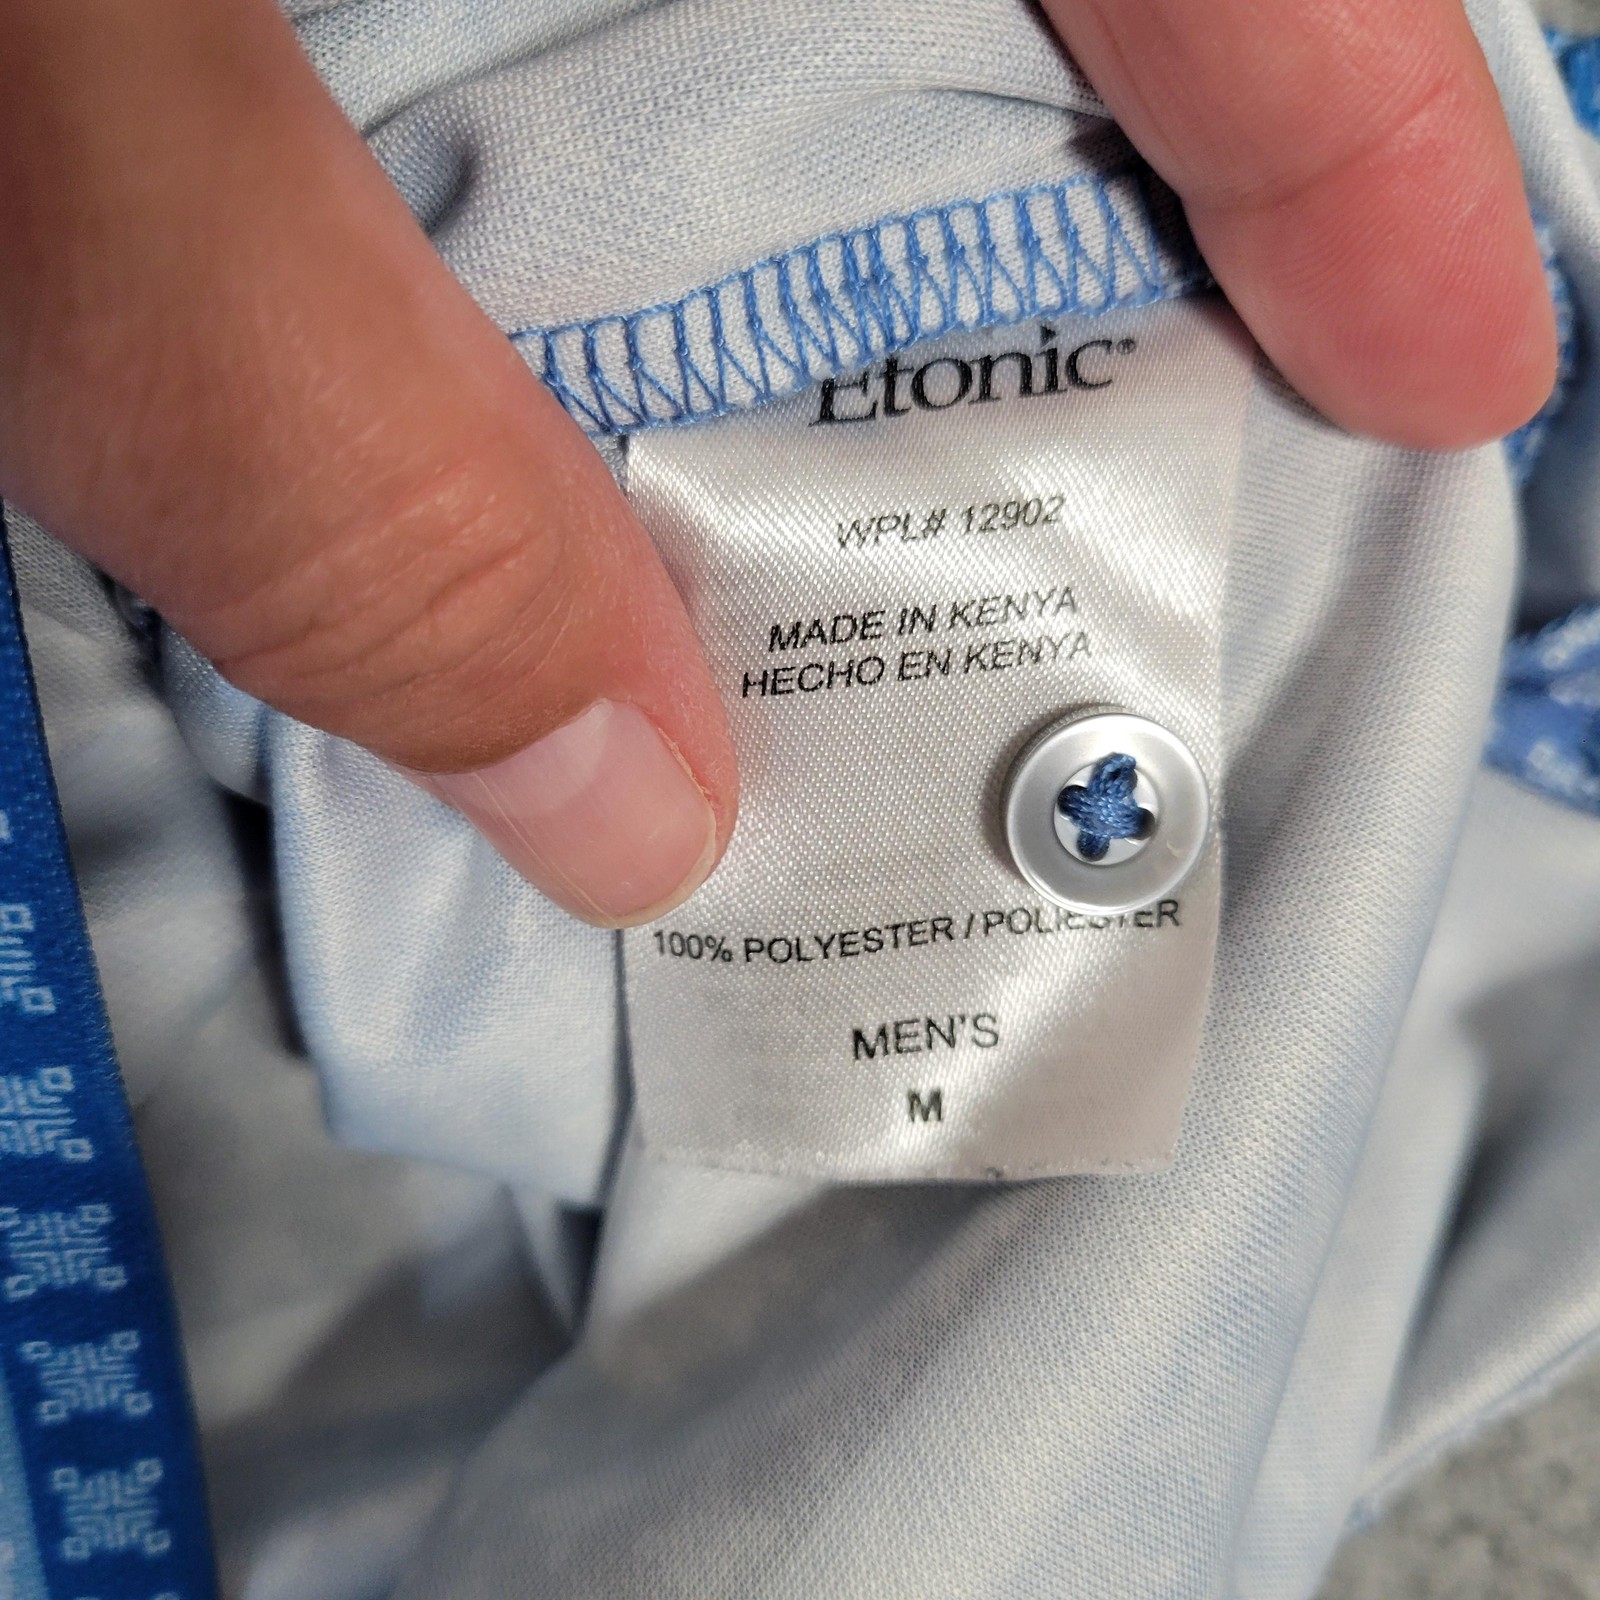 Etonic®
WPL# 12902
MADE IN KENYA
HECHO EN KENYA
100% POLYESTER / POLIESTER
MEN'S
M